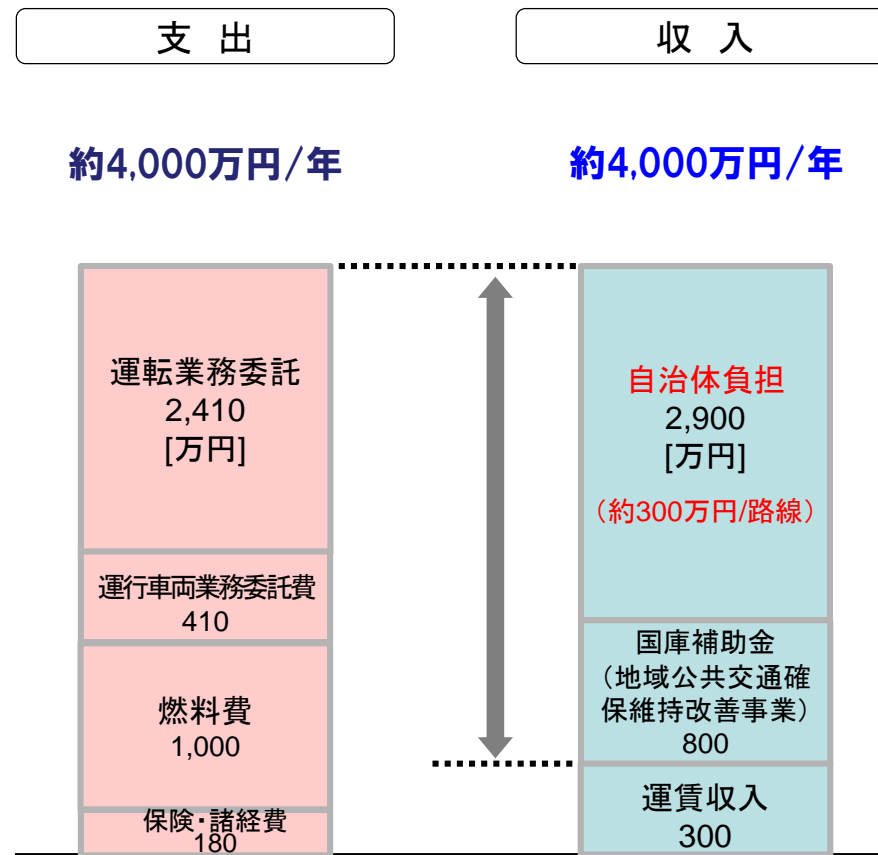 支 出
約4,000万円/年
運転業務委託
2,410
[万円]
運行車両業務委託費
410
燃料費
1,000
保険・諸経費
180
収 入
約4,000万円/年
自治体負担
2,900
[万円]
（約300万円/路線）
国庫補助金
（地域公共交通確
保維持改善事業）
800
運賃収入
300